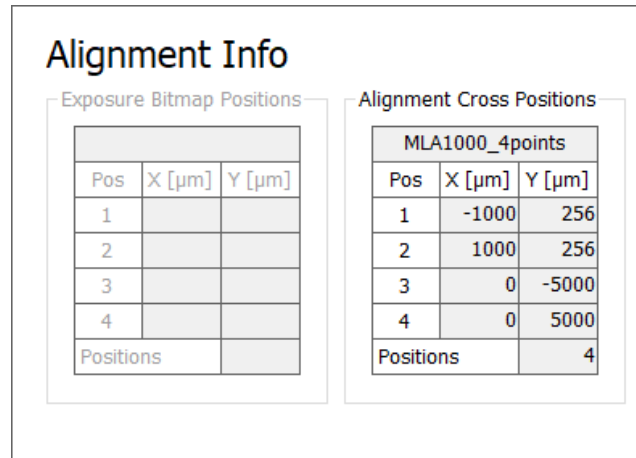 Alignment Info
Exposure Bitmap Positions
Pos X [µm] Y [µm]
1
2
3
4
Positions
Alignment Cross Positions
MLA1000_4points
Pos X [µm] Y [µm]
1 -1000 256
2 1000 256
3 0 -5000
4 0 5000
Positions 4